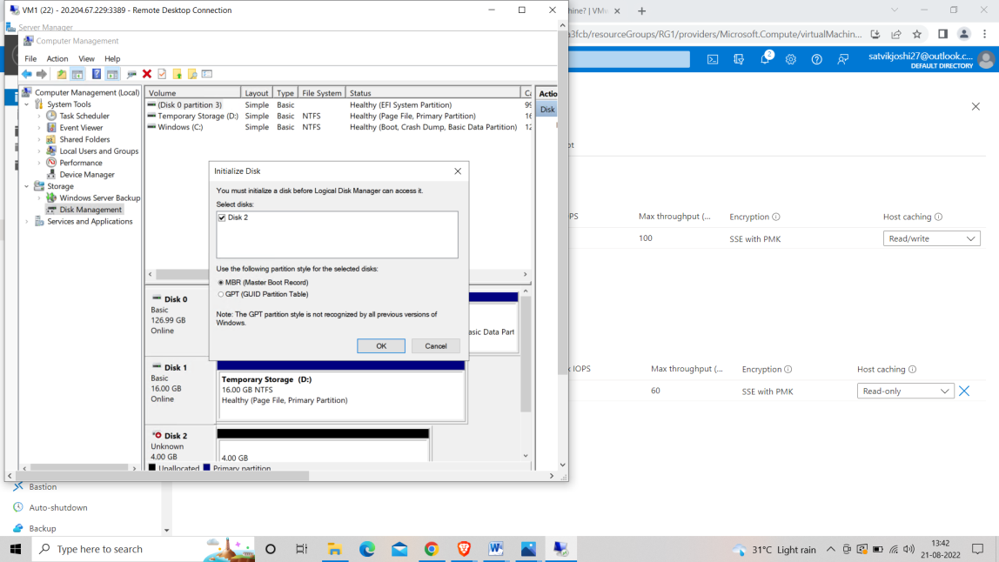 VM1 (22) - 20.204.67.229:3389 - Remote Desktop Connection
Server Manager
Computer Management
File Action View Help
Computer Management (Local)
System Tools
Task Scheduler
Event Viewer
Shared Folders
Local Users and Groups
Performance
Device Manager
Storage
Windows Server Backup
Disk Management
Services and Applications
Volume Layout Type File System Status
(Disk 0 partition 3) Simple Basic Healthy (EFI System Partition)
Temporary Storage (D:) Simple Basic NTFS Healthy (Page File, Primary Partition)
Windows (C:) Simple Basic NTFS Healthy (Boot, Crash Dump, Basic Data Partition)
Actio
Disk
Initialize Disk
You must initialize a disk before Logical Disk Manager can access it.
Select disks:
Disk 2
Use the following partition style for the selected disks:
MBR (Master Boot Record)
GPT (GUID Partition Table)
Note: The GPT partition style is not recognized by all previous versions of
Windows.
OK Cancel
Disk 0
Basic
126.99 GB
Online
asic Data Part
Disk 1
Basic
16.00 GB
Online
Temporary Storage (D:)
16.00 GB NTFS
Healthy (Page File, Primary Partition)
Disk 2
Unknown
4.00 GB
4.00 GB
Unallocated Primary partition
Bastion
Auto-shutdown
Backup
hine? | VM
a3fcb/resourceGroups/RG1/providers/Microsoft.Compute/virtualMachin...
2
satvikjoshi27@outlook.c...
DEFAULT DIRECTORY
PS Max throughput (... Encryption Host caching
100 SSE with PMK Read/write
IOPS Max throughput (... Encryption Host caching
60 SSE with PMK Read-only
Type here to search
31°C Light rain
13:42
21-08-2022